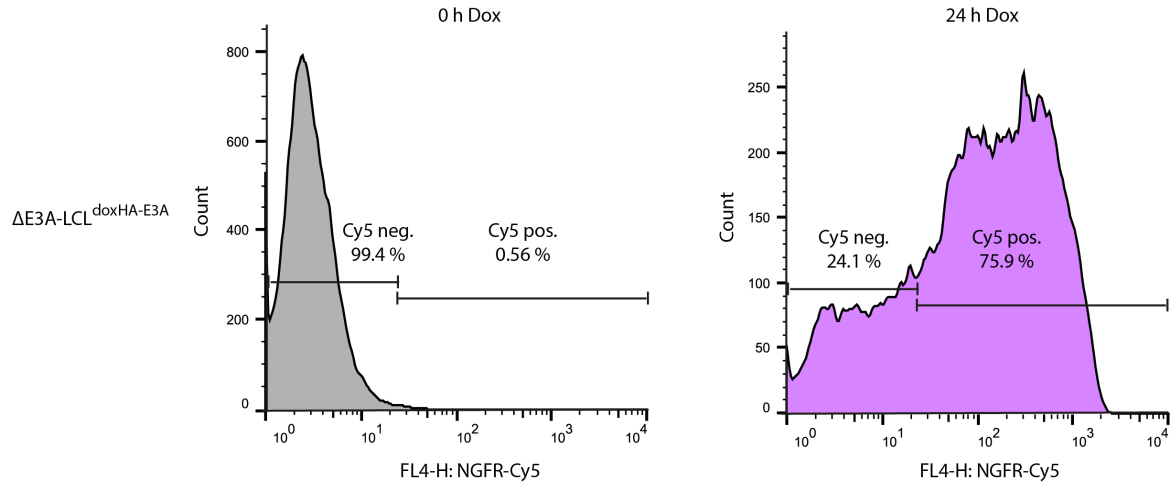 0 h Dox
24 h Dox
ΔE3A-LCL^doxHA-E3A
Count
800
600
400
200
0
Cy5 neg.
99.4 %
Cy5 pos.
0.56 %
10^0 10^1 10^2 10^3 10^4
FL4-H: NGFR-Cy5
Count
250
200
150
100
50
0
Cy5 neg.
24.1 %
Cy5 pos.
75.9 %
10^0 10^1 10^2 10^3 10^4
FL4-H: NGFR-Cy5